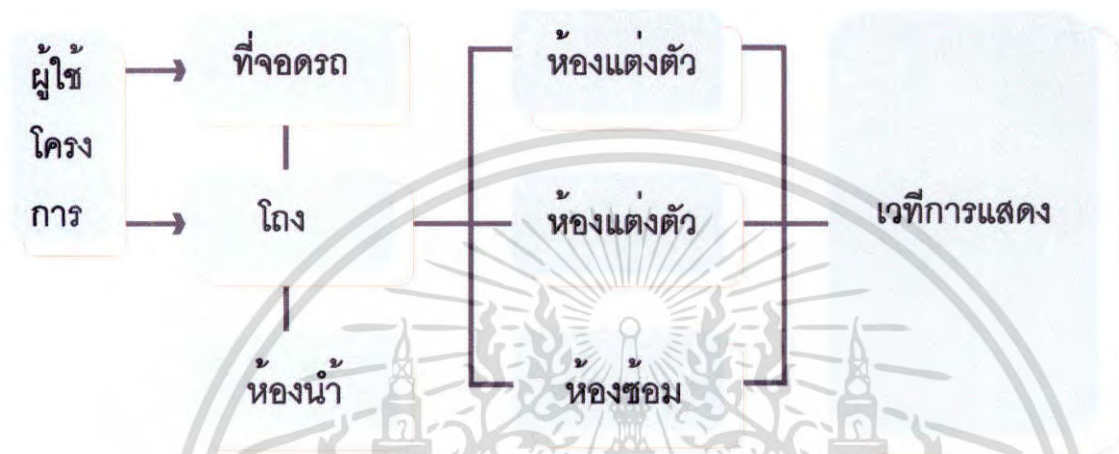 ผู้ใช้
โครง
การ
ที่จอดรถ
โถง
ห้องน้ำ
ห้องแต่งตัว
ห้องแต่งตัว
ห้องซ้อม
เวทีการแสดง